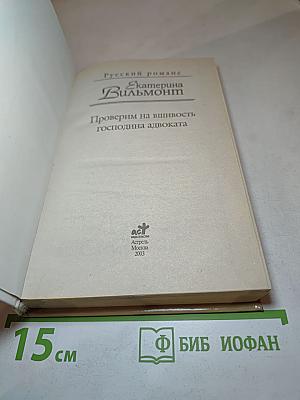 Русский романс
Екатерина
Вильмонт
Проверим на вшивость
господина адвоката
АСТ
Астрель
Москва
2003
15 см
Ф БИБ ИОФАН